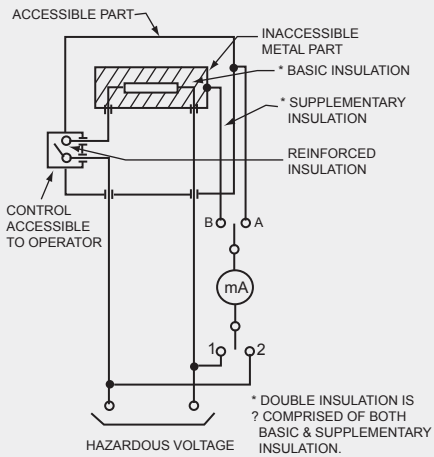 ACCESSIBLE PART
INACCESSIBLE
METAL PART
* BASIC INSULATION
* SUPPLEMENTARY
INSULATION
REINFORCED
INSULATION
CONTROL
ACCESSIBLE
TO OPERATOR
B
A
mA
1
2
* DOUBLE INSULATION IS
? COMPRISED OF BOTH
BASIC & SUPPLEMENTARY
INSULATION.
HAZARDOUS VOLTAGE